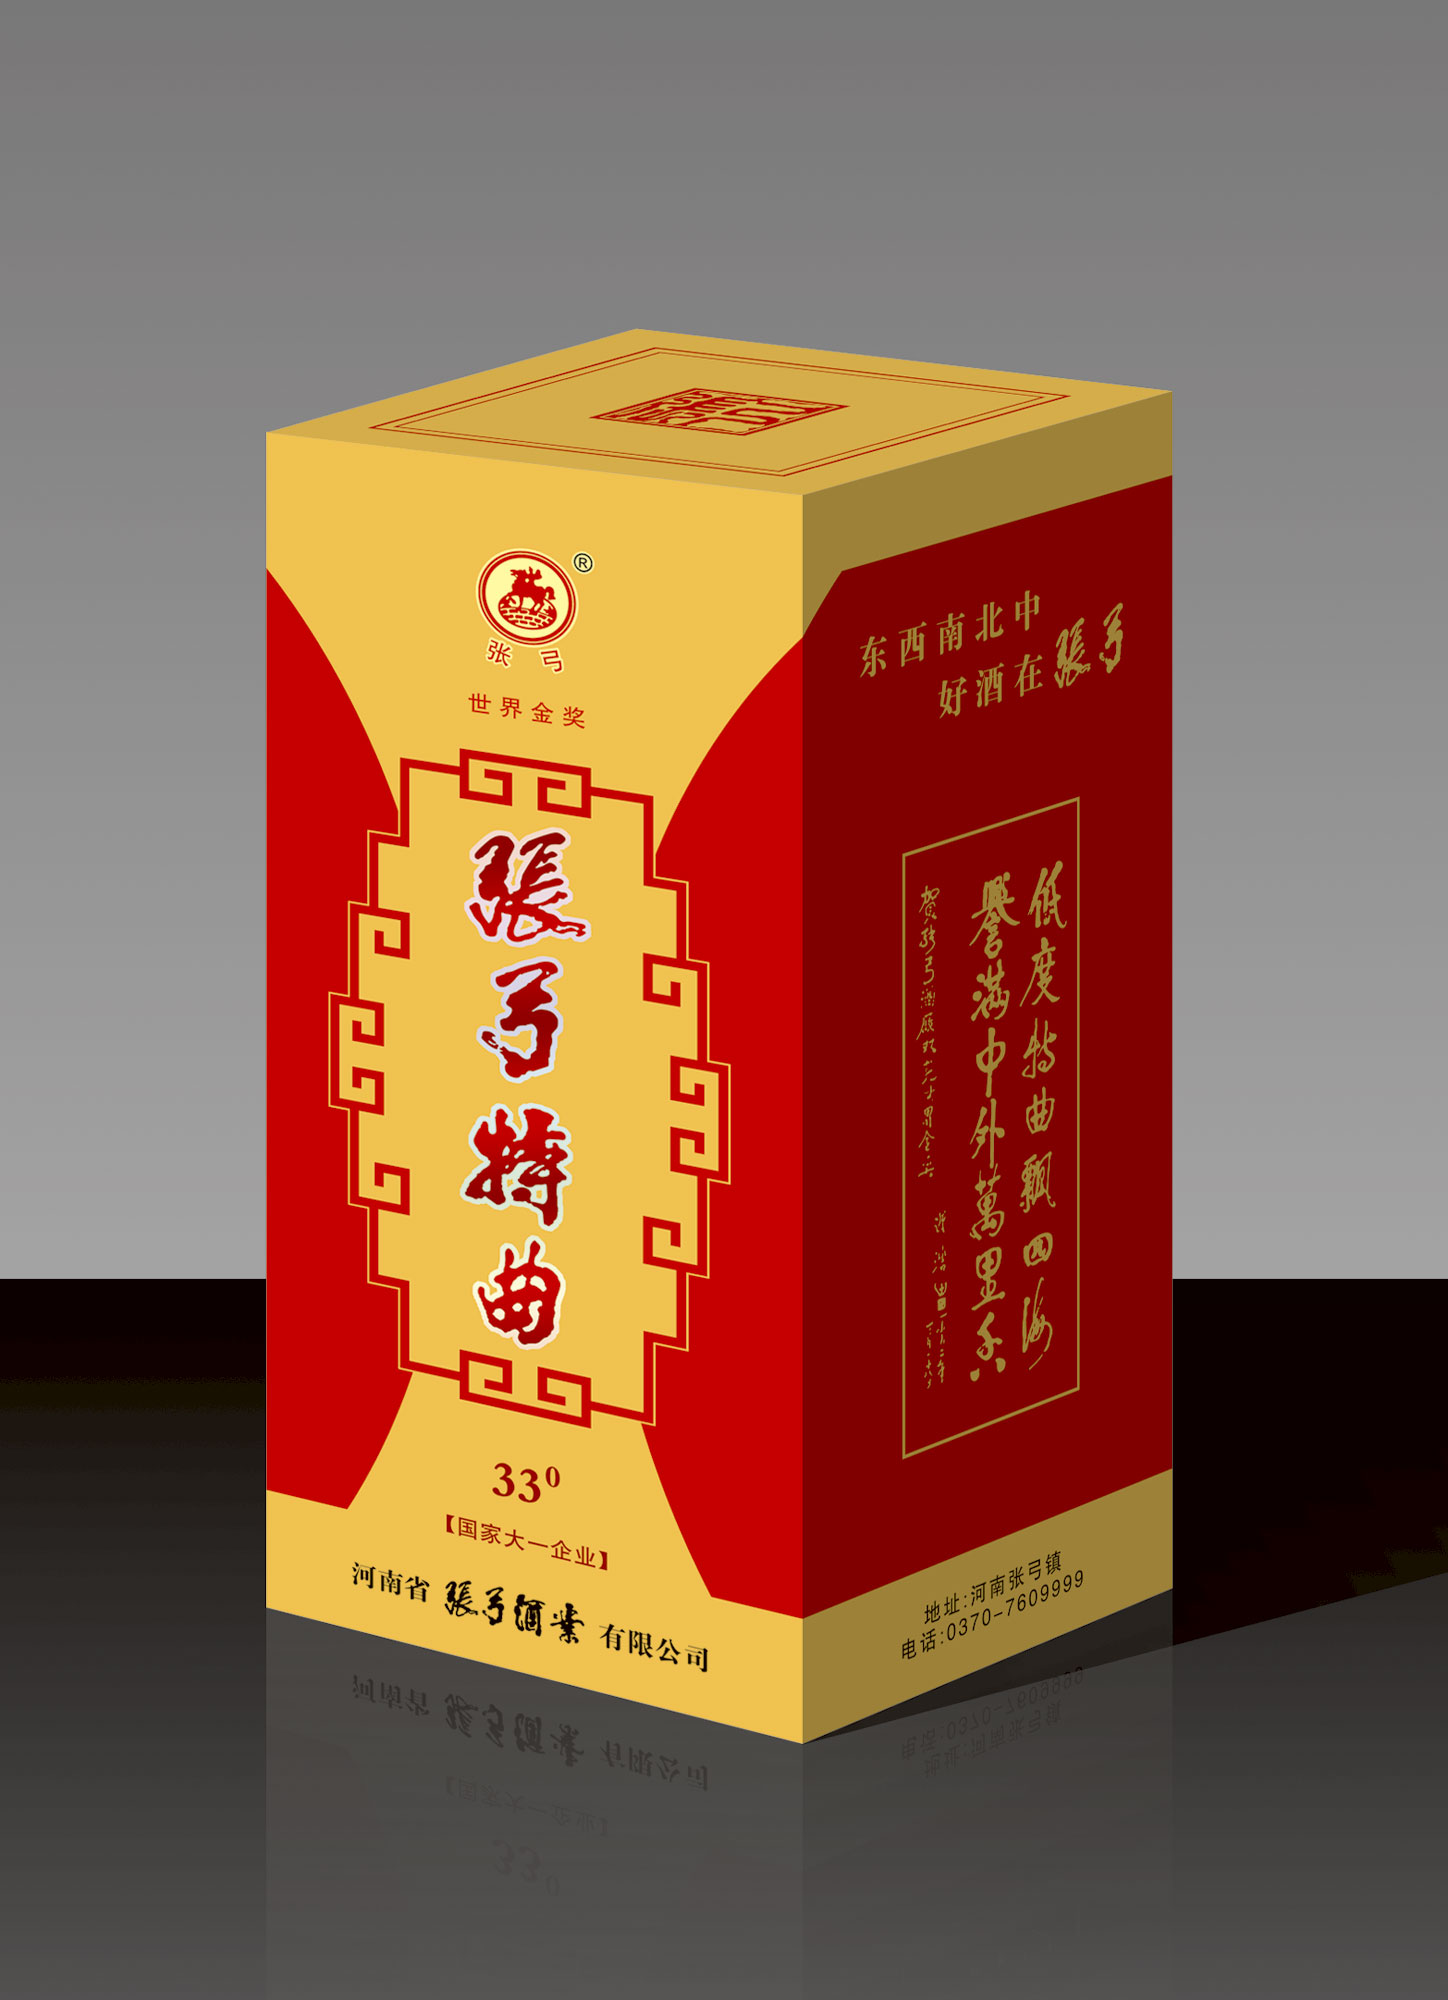 ®
张弓
世界金奖
張弓特曲
33⁰
【国家大一企业】
河南省 張弓酒業 有限公司
东西南北中
好酒在張弓
低度特曲飘四海
譽满中外萬里香
地址:河南张弓镇
电话:0370-7609999